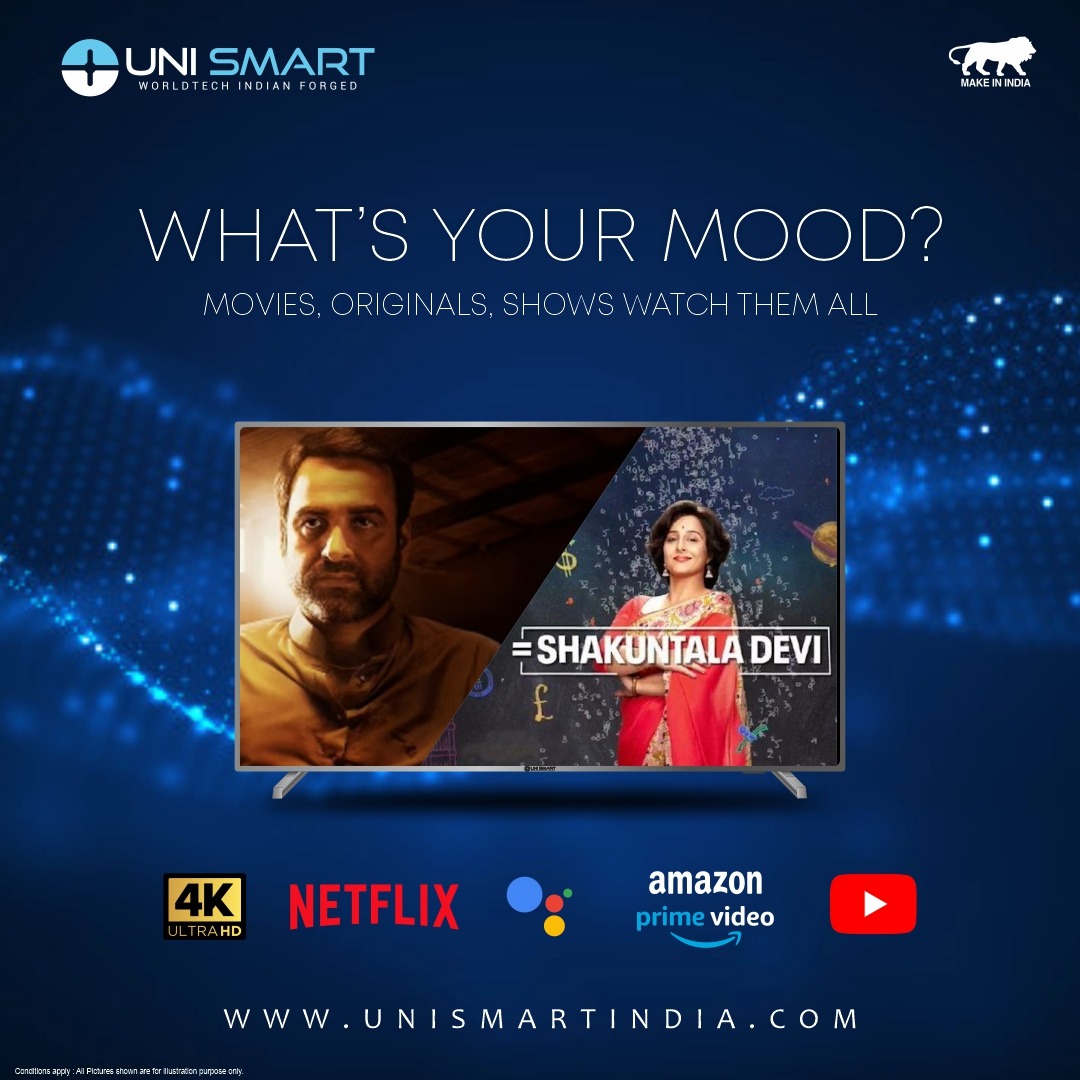 UNI SMART
WORLDTECH INDIAN FORGED
MAKE IN INDIA
WHAT'S YOUR MOOD?
MOVIES, ORIGINALS, SHOWS WATCH THEM ALL
=SHAKUNTALA DEVI
UNI SMART
4K
ULTRA HD
NETFLIX
amazon
prime video
WWW.UNISMARTINDIA.COM
Conditions apply : All Pictures shown are for illustration purpose only.